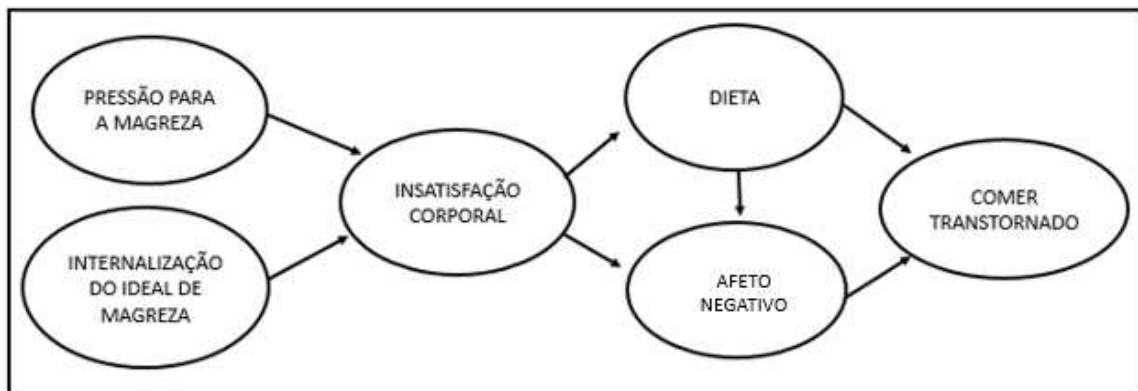 PRESSÃO PARA
A MAGREZA
INTERNALIZAÇÃO
DO IDEAL DE
MAGREZA
INSATISFAÇÃO
CORPORAL
DIETA
AFETO
NEGATIVO
COMER
TRANSTORNADO